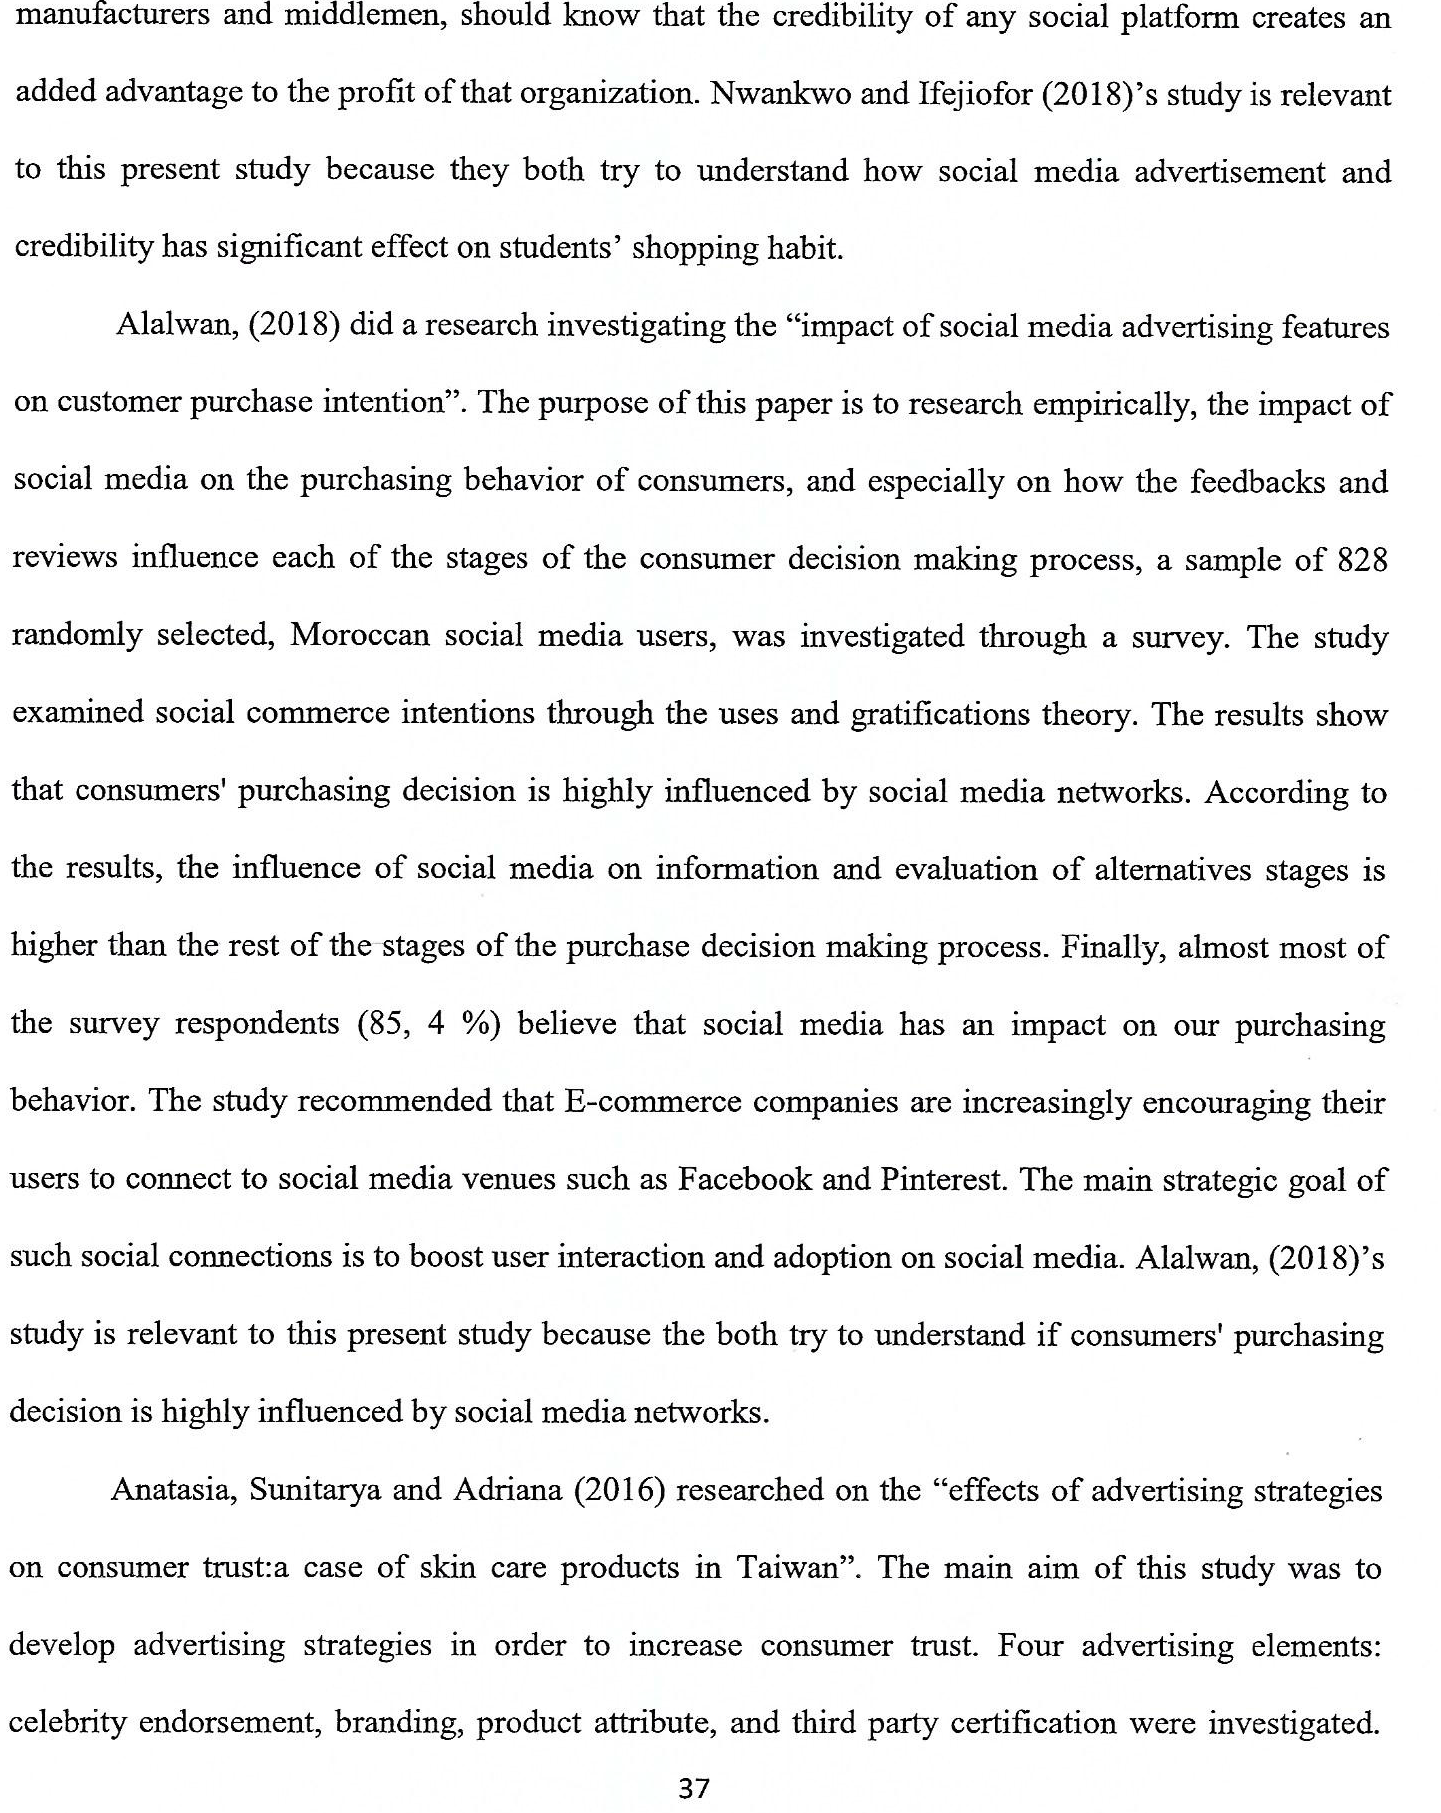 manufacturers and middlemen, should know that the credibility of any social platform creates an
added advantage to the profit of that organization. Nwankwo and Ifejiofor (2018)’s study is relevant
to this present study because they both try to understand how social media advertisement and
credibility has significant effect on students’ shopping habit.
Alalwan, (2018) did a research investigating the “impact of social media advertising features
on customer purchase intention”. The purpose of this paper is to research empirically, the impact of
social media on the purchasing behavior of consumers, and especially on how the feedbacks and
reviews influence each of the stages of the consumer decision making process, a sample of 828
randomly selected, Moroccan social media users, was investigated through a survey. The study
examined social commerce intentions through the uses and gratifications theory. The results show
that consumers' purchasing decision is highly influenced by social media networks. According to
the results, the influence of social media on information and evaluation of alternatives stages is
higher than the rest of the stages of the purchase decision making process. Finally, almost most of
the survey respondents (85, 4 %) believe that social media has an impact on our purchasing
behavior. The study recommended that E-commerce companies are increasingly encouraging their
users to connect to social media venues such as Facebook and Pinterest. The main strategic goal of
such social connections is to boost user interaction and adoption on social media. Alalwan, (2018)’s
study is relevant to this present study because the both try to understand if consumers' purchasing
decision is highly influenced by social media networks.
Anatasia, Sunitarya and Adriana (2016) researched on the “effects of advertising strategies
on consumer trust:a case of skin care products in Taiwan”. The main aim of this study was to
develop advertising strategies in order to increase consumer trust. Four advertising elements:
celebrity endorsement, branding, product attribute, and third party certification were investigated.
37